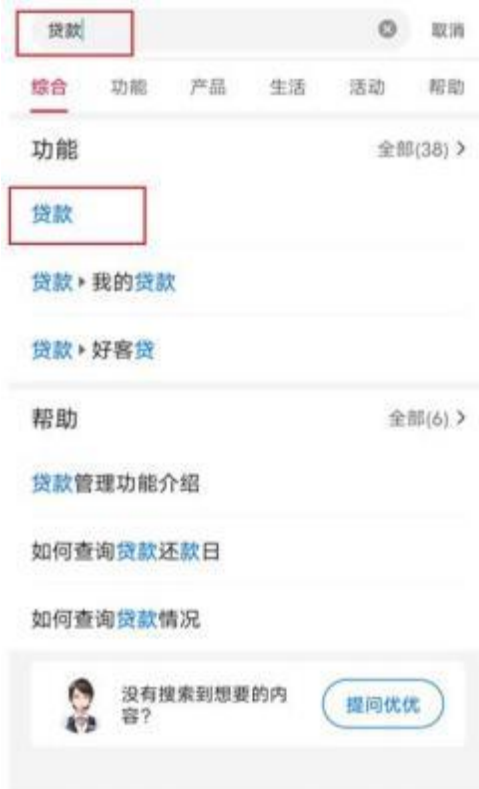 贷款 取消
综合 功能 产品 生活 活动 帮助
功能 全部(38)
贷款
贷款 我的贷款
贷款 好客贷
帮助 全部(6)
贷款管理功能介绍
如何查询贷款还款日
如何查询贷款情况
没有搜索到想要的内
容?
提问优优